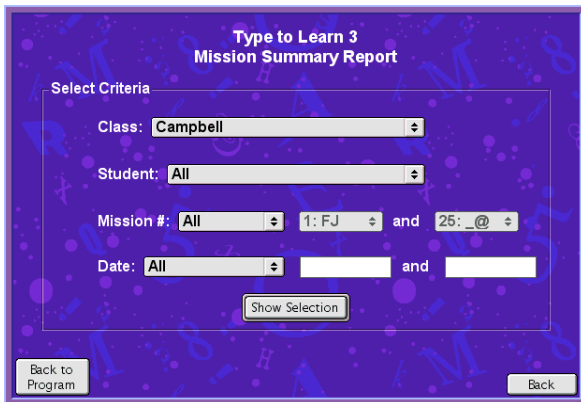 Type to Learn 3
Mission Summary Report
Select Criteria
Class: Campbell
Student: All
Mission #: All 1: FJ and 25: _@
Date: All and
Show Selection
Back to
Program
Back